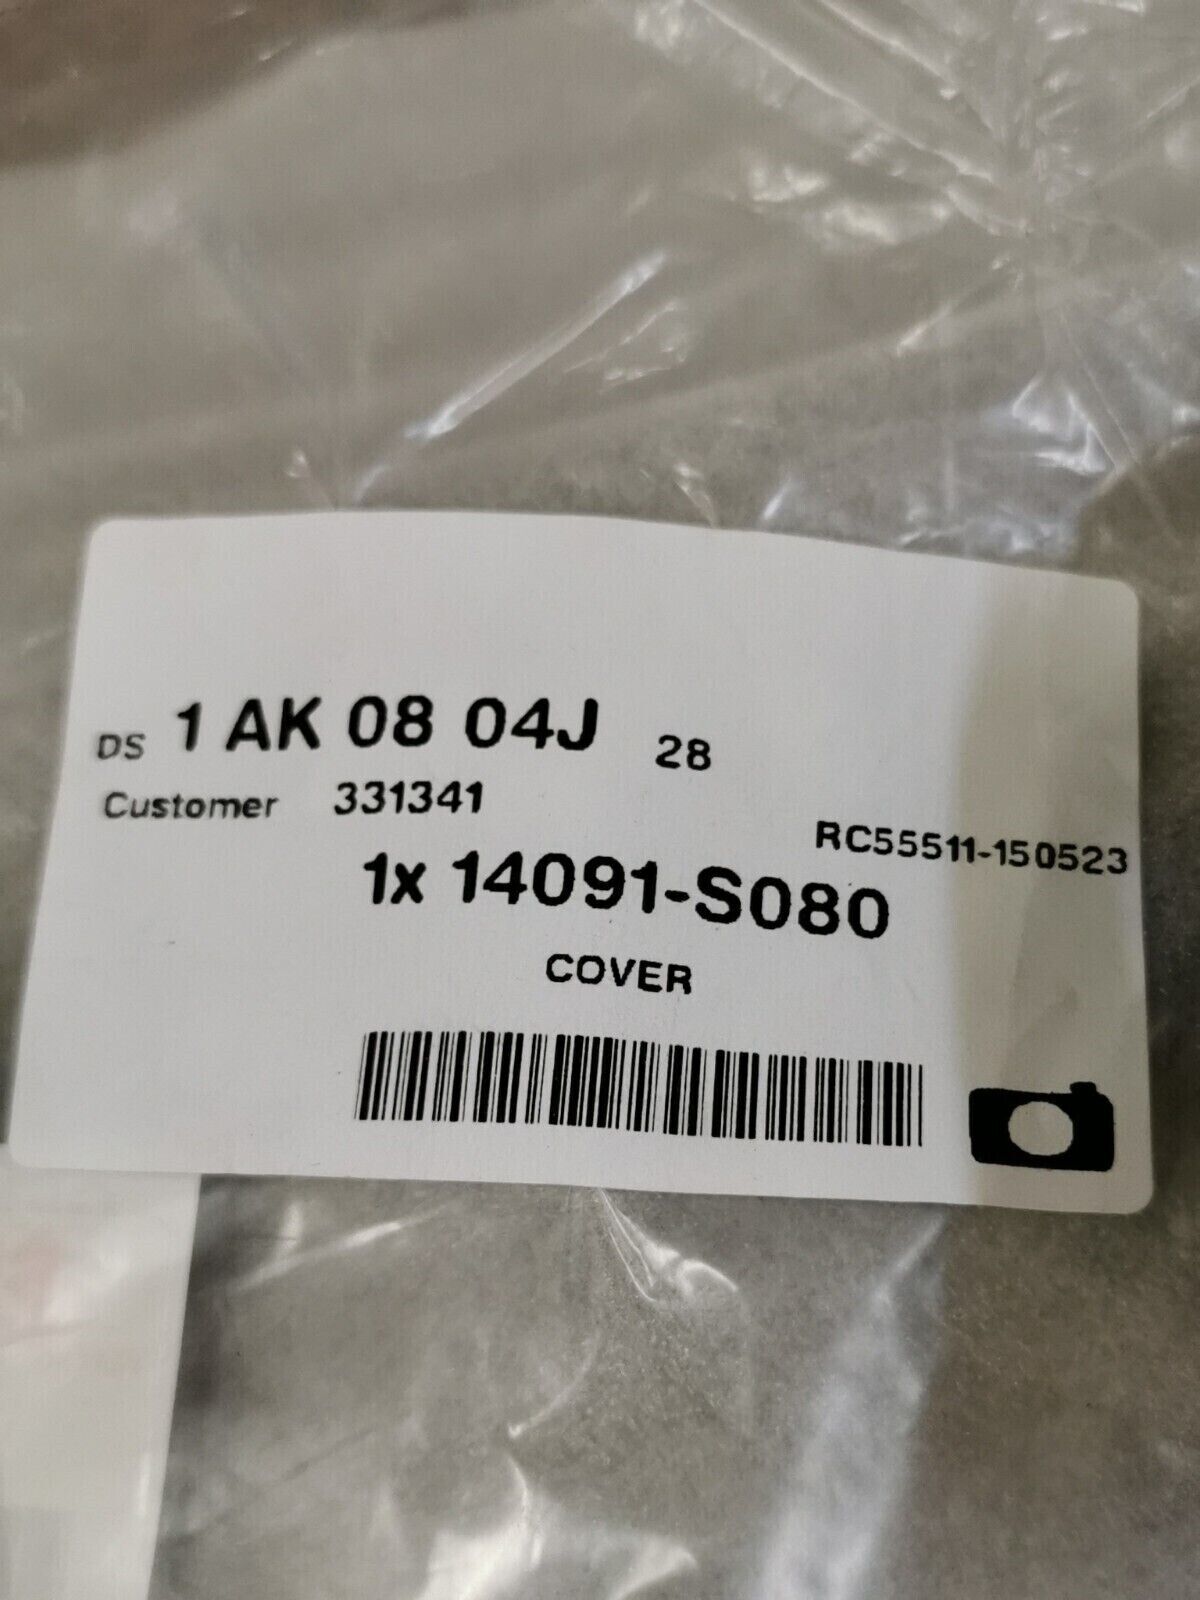 DS 1 AK 08 04J 28
Customer 331341
RC55511-150523
1x 14091-S080
COVER